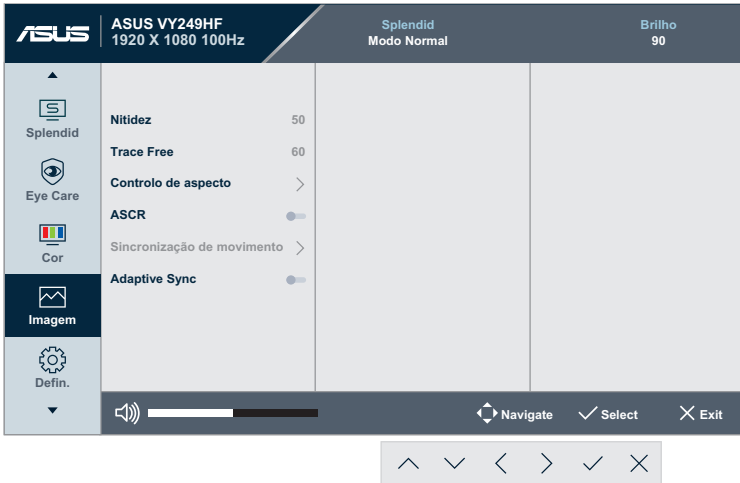 ASUS
ASUS VY249HF
1920 X 1080 100Hz
Splendid
Modo Normal
Brilho
90
Splendid
Eye Care
Cor
Imagem
Defin.
Nitidez 50
Trace Free 60
Controlo de aspecto
ASCR
Sincronização de movimento
Adaptive Sync
Navigate
Select
Exit